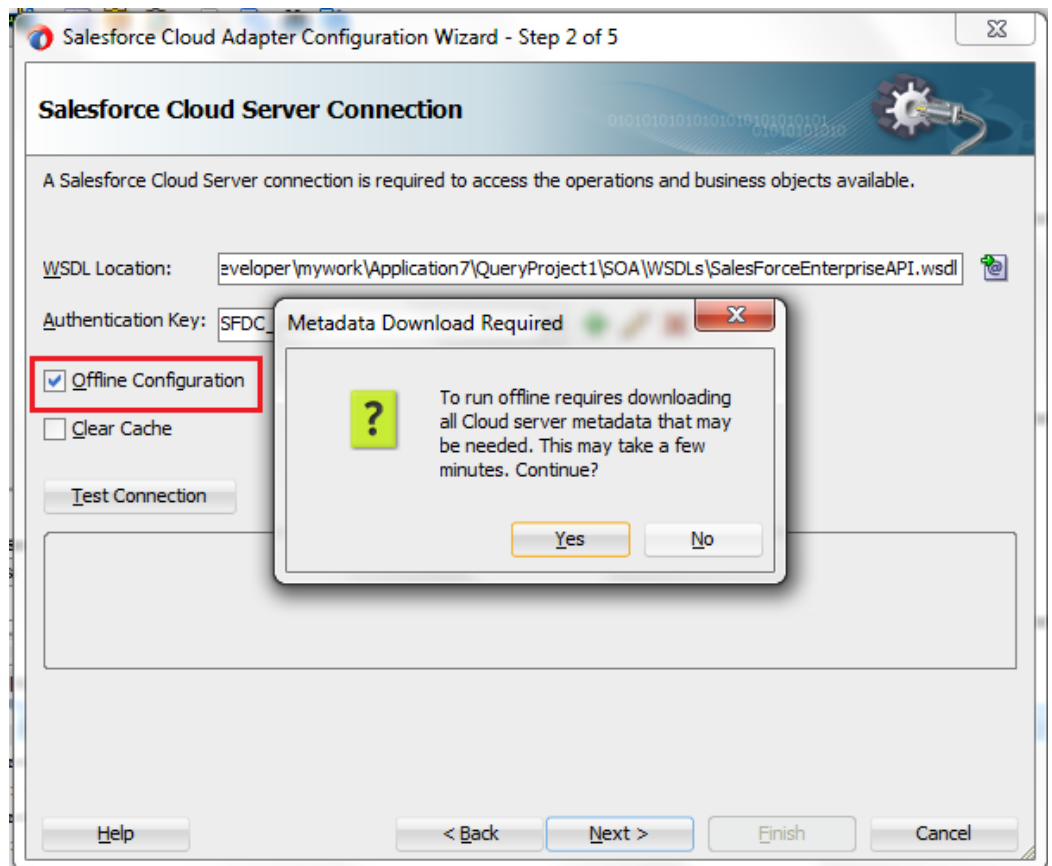 Salesforce Cloud Adapter Configuration Wizard - Step 2 of 5
Salesforce Cloud Server Connection
010101010101010101010101
01010101010
A Salesforce Cloud Server connection is required to access the operations and business objects available.
WSDL Location: eveloper\mywork\Application7\QueryProject1\SOA\WSDLs\SalesForceEnterpriseAPI.wsdl
Authentication Key: SFDC_
Metadata Download Required
Offline Configuration
Clear Cache
To run offline requires downloading
all Cloud server metadata that may
be needed. This may take a few
minutes. Continue?
Test Connection
Yes No
Help < Back Next > Finish Cancel